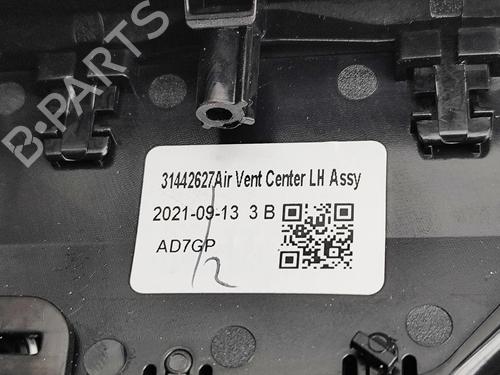 B-PARTS
31442627Air Vent Center LH Assy
2021-09-13 3 B
AD7GP